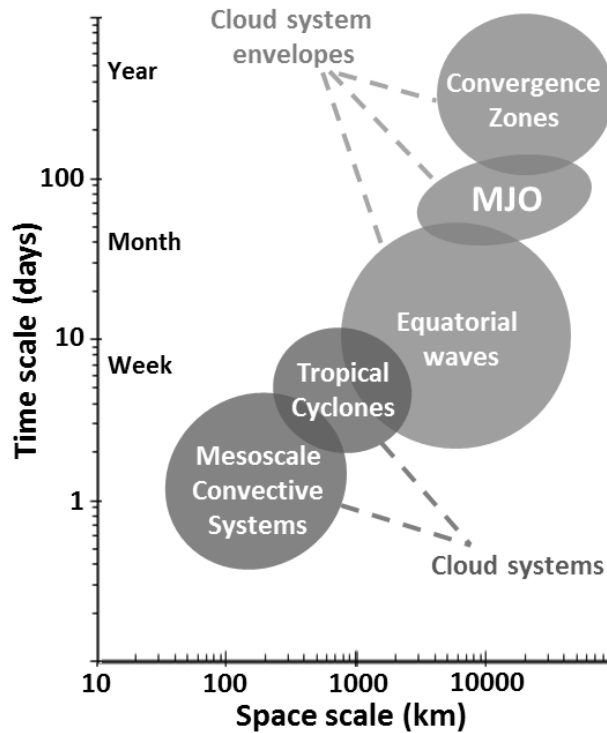 Cloud system
envelopes
Year
Convergence
Zones
100
MJO
Month
Equatorial
waves
10
Week
Tropical
Cyclones
Mesoscale
Convective
Systems
1
Cloud systems
Time scale (days)
10
100
1000
10000
Space scale (km)